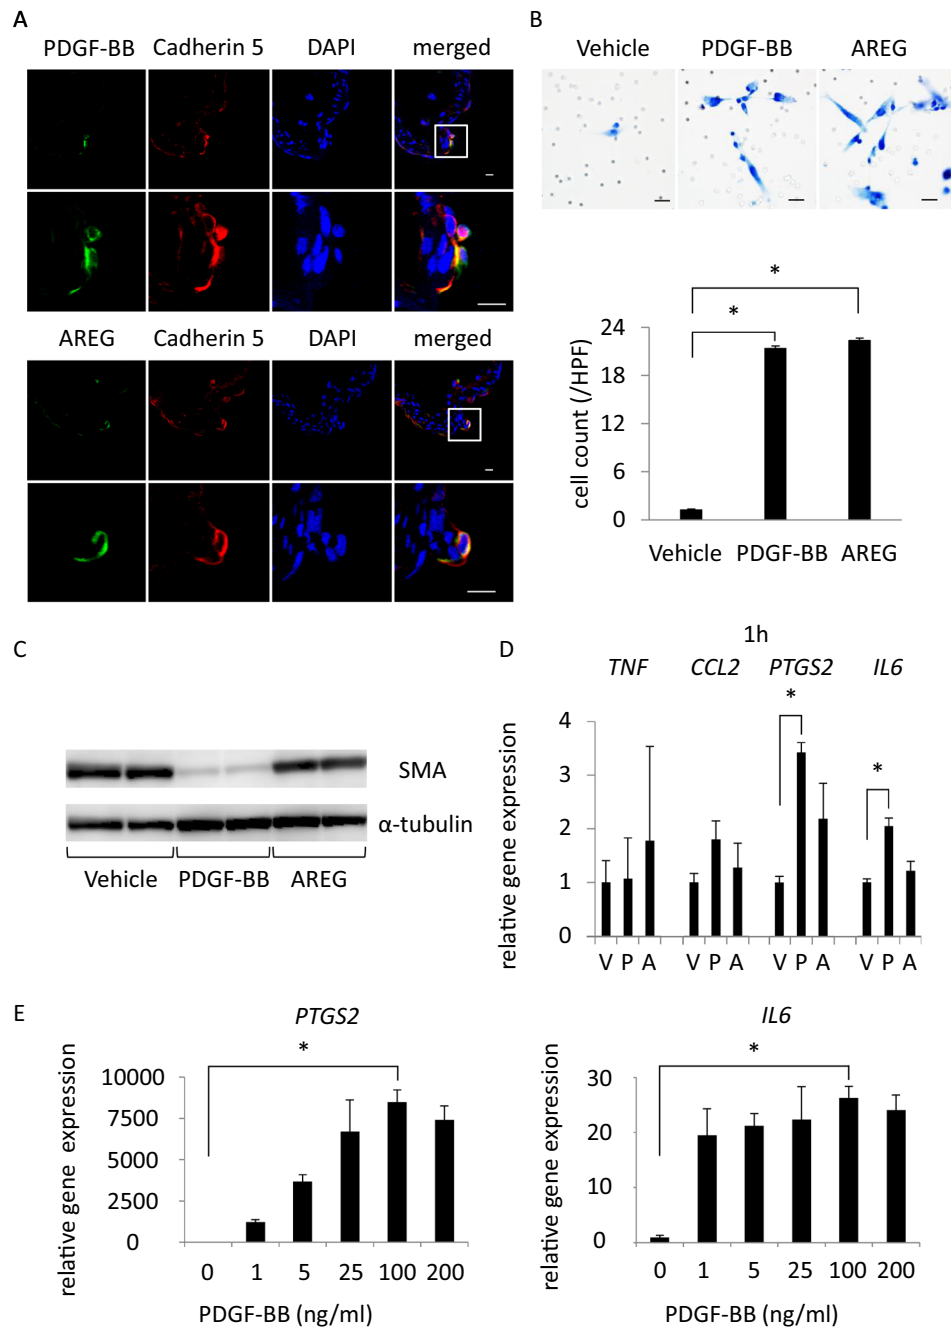 A
PDGF-BB Cadherin 5 DAPI merged
AREG Cadherin 5 DAPI merged
B
Vehicle PDGF-BB AREG
*
*
cell count (/HPF)
24
18
12
6
0
Vehicle PDGF-BB AREG
C
SMA
α-tubulin
Vehicle PDGF-BB AREG
D
1h
TNF CCL2 PTGS2 IL6
*
*
relative gene expression
4
3
2
1
0
V P A V P A V P A V P A
E
PTGS2
*
relative gene expression
10000
7500
5000
2500
0
0 1 5 25 100 200
PDGF-BB (ng/ml)
IL6
*
relative gene expression
30
20
10
0
0 1 5 25 100 200
PDGF-BB (ng/ml)